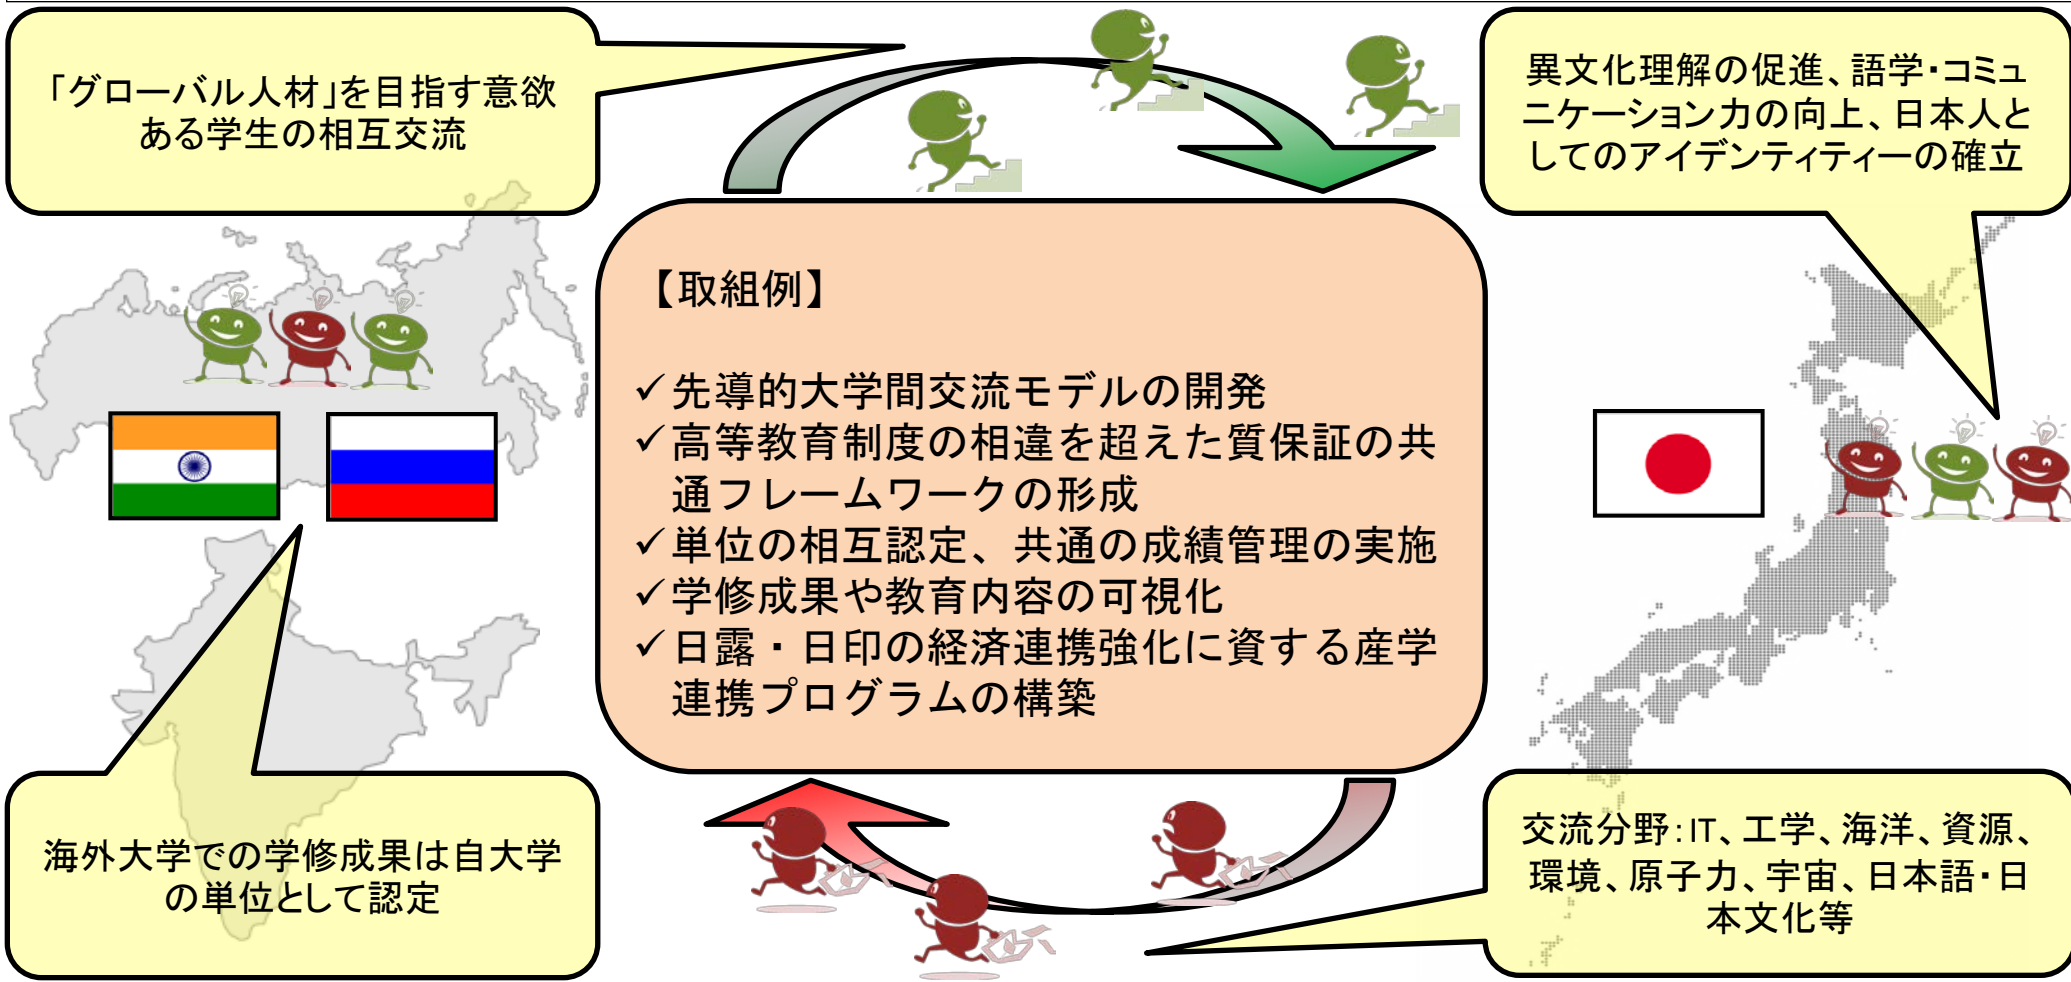 「グローバル人材」を目指す意欲
ある学生の相互交流
異文化理解の促進、語学・コミュ
ニケーション力の向上、日本人と
してのアイデンティティーの確立
【取組例】
✓先導的大学間交流モデルの開発
✓高等教育制度の相違を超えた質保証の共
通フレームワークの形成
✓単位の相互認定、共通の成績管理の実施
✓学修成果や教育内容の可視化
✓日露・日印の経済連携強化に資する産学
連携プログラムの構築
海外大学での学修成果は自大学
の単位として認定
交流分野:IT、工学、海洋、資源、
環境、原子力、宇宙、日本語・日
本文化等